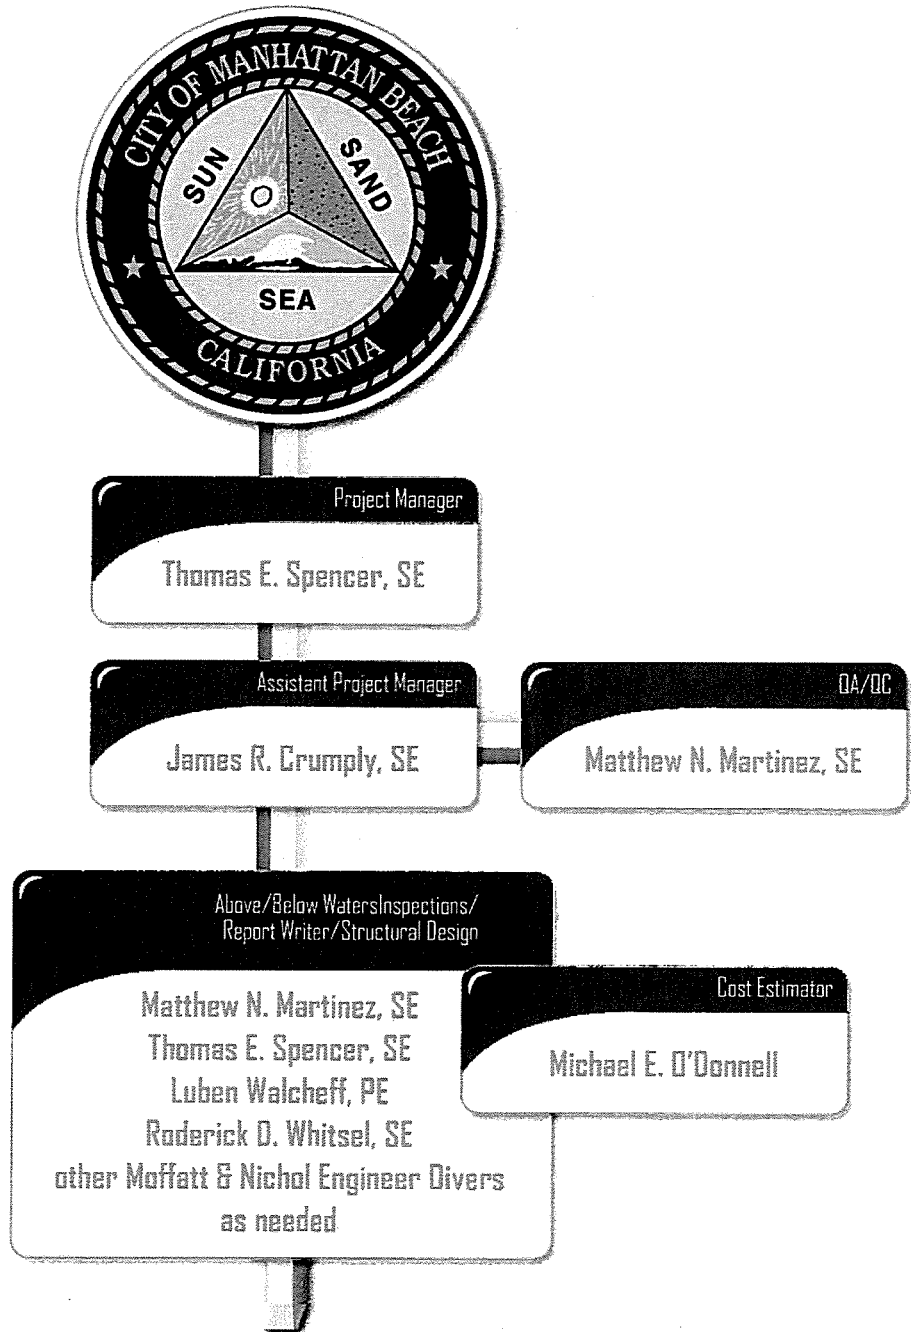 CITY OF MANHATTAN BEACH
SUN
SAND
SEA
CALIFORNIA
Project Manager
Thomas E. Spencer, SE
Assistant Project Manager
James R. Crumply, SE
QA/QC
Matthew N. Martinez, SE
Above/Below WatersInspections/
Report Writer/Structural Design
Matthew N. Martinez, SE
Thomas E. Spencer, SE
Luben Walcheff, PE
Roderick D. Whitsel, SE
other Moffatt & Nichol Engineer Divers
as needed
Cost Estimator
Michael E. O'Donnell